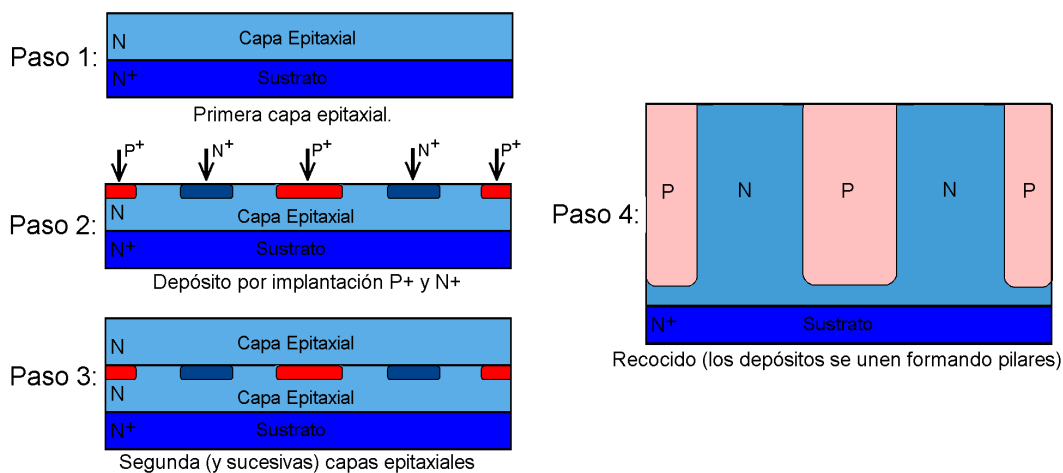 Paso 1:
N
Capa Epitaxial
N+
Sustrato
Primera capa epitaxial.
P+
N+
P+
N+
P+
Paso 2:
N
Capa Epitaxial
N+
Sustrato
Depósito por implantación P+ y N+
Paso 3:
N
Capa Epitaxial
N
Capa Epitaxial
N+
Sustrato
Segunda (y sucesivas) capas epitaxiales
Paso 4:
P
N
P
N
P
N+
Sustrato
Recocido (los depósitos se unen formando pilares)